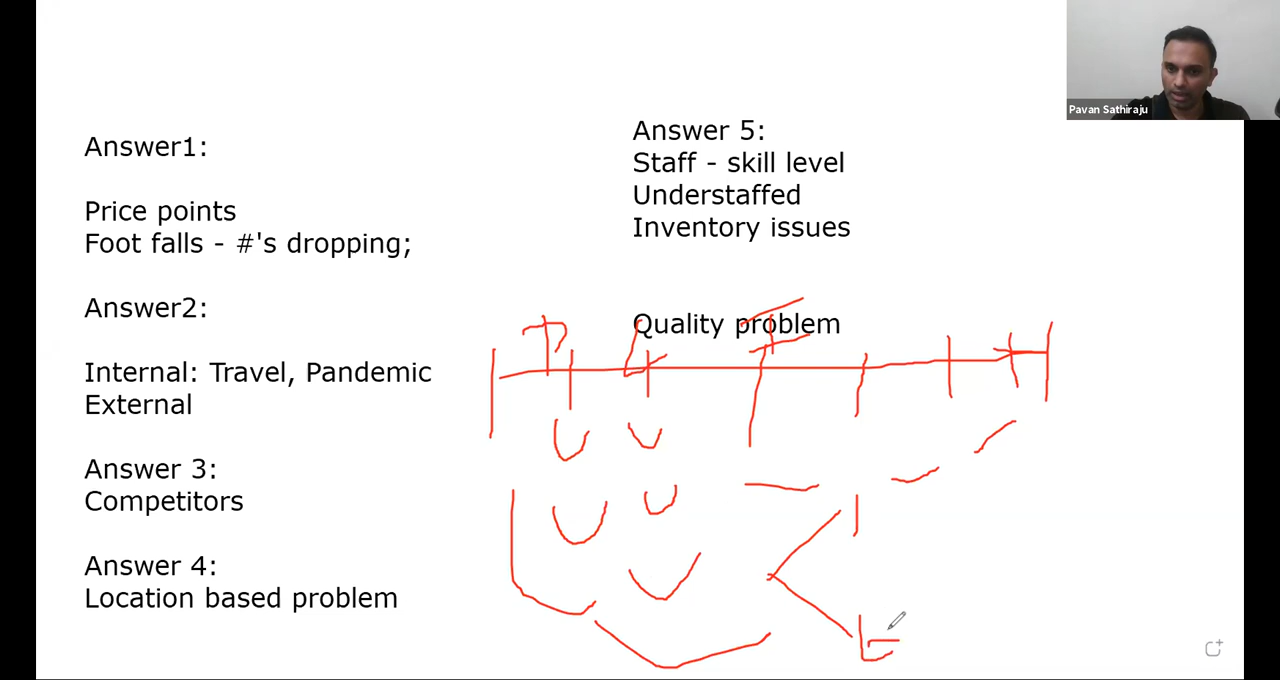 Answer1:
Price points
Foot falls - #'s dropping;
Answer2:
Internal: Travel, Pandemic
External
Answer 3:
Competitors
Answer 4:
Location based problem
Answer 5:
Staff - skill level
Understaffed
Inventory issues
Quality problem
I
E
Pavan Sathiraju